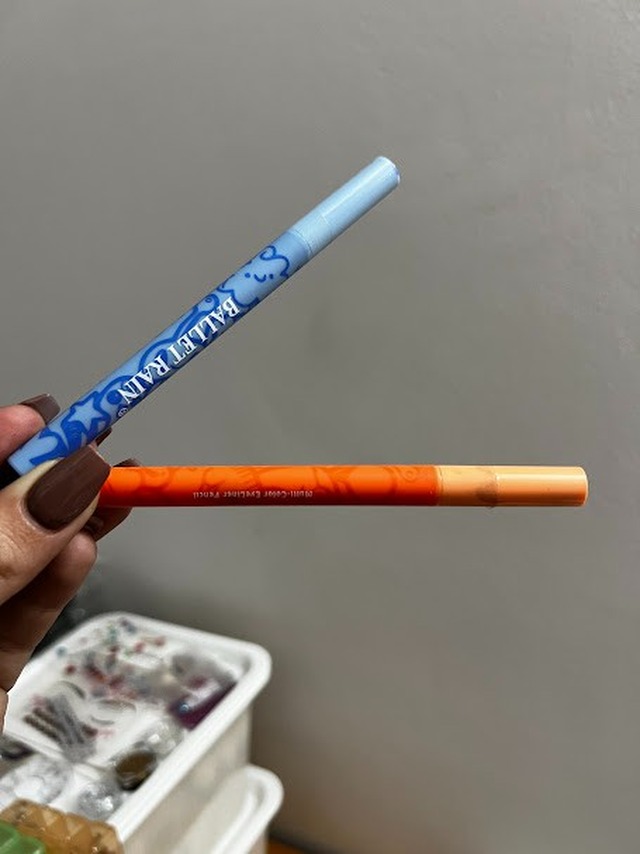 BALLET RAIN®
Multi-Color EyeLiner Pencil